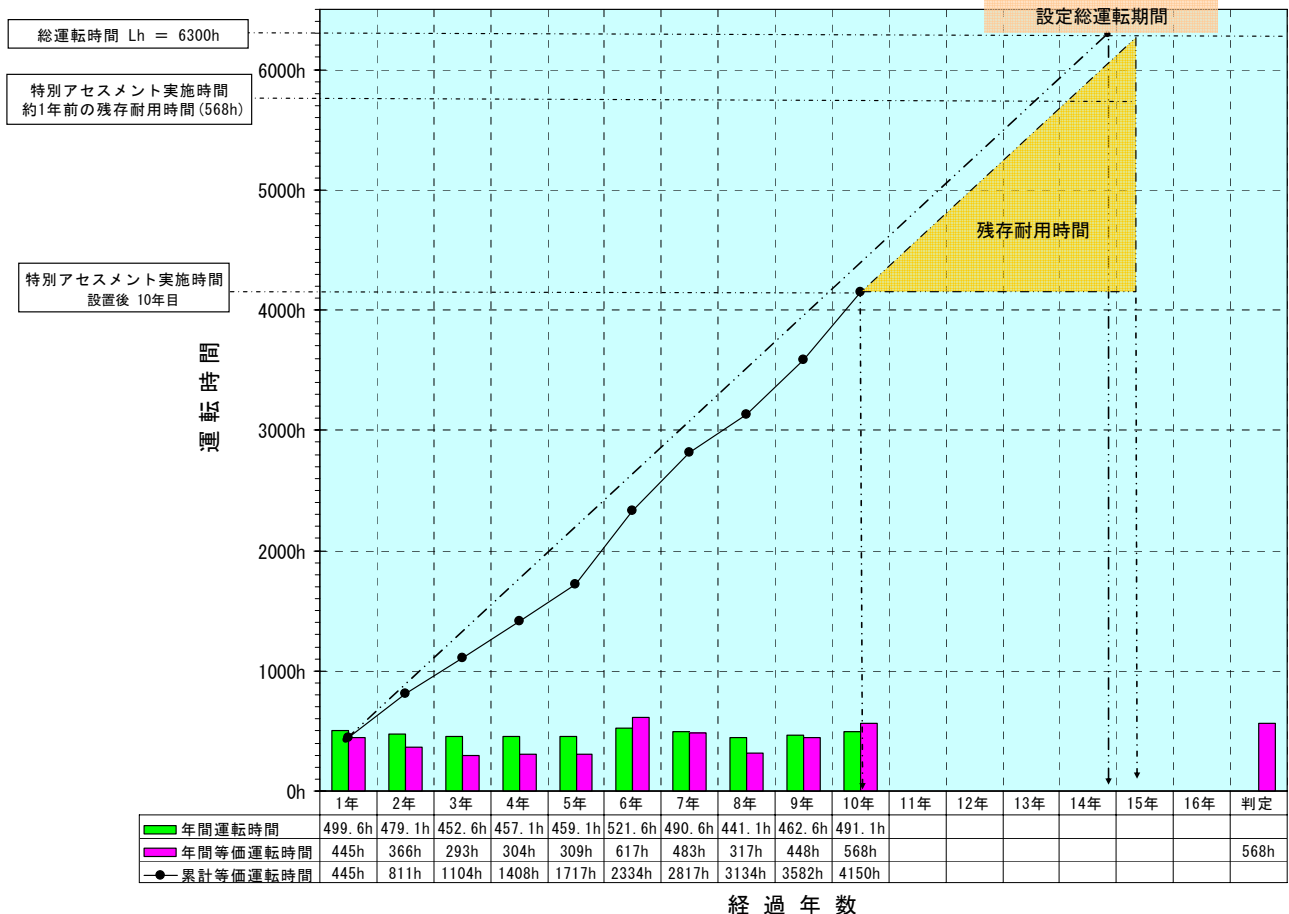 設定総運転期間
総運転時間 Lh = 6300h
特別アセスメント実施時間
約1年前の残存耐用時間(568h)
特別アセスメント実施時間
設置後 10年目
運転時間
6000h
5000h
4000h
3000h
2000h
1000h
0h
残存耐用時間
1年 2年 3年 4年 5年 6年 7年 8年 9年 10年 11年 12年 13年 14年 15年 16年 判定
年間運転時間 499.6h 479.1h 452.6h 457.1h 459.1h 521.6h 490.6h 441.1h 462.6h 491.1h
年間等価運転時間 445h 366h 293h 304h 309h 617h 483h 317h 448h 568h 568h
累計等価運転時間 445h 811h 1104h 1408h 1717h 2334h 2817h 3134h 3582h 4150h
経過年数